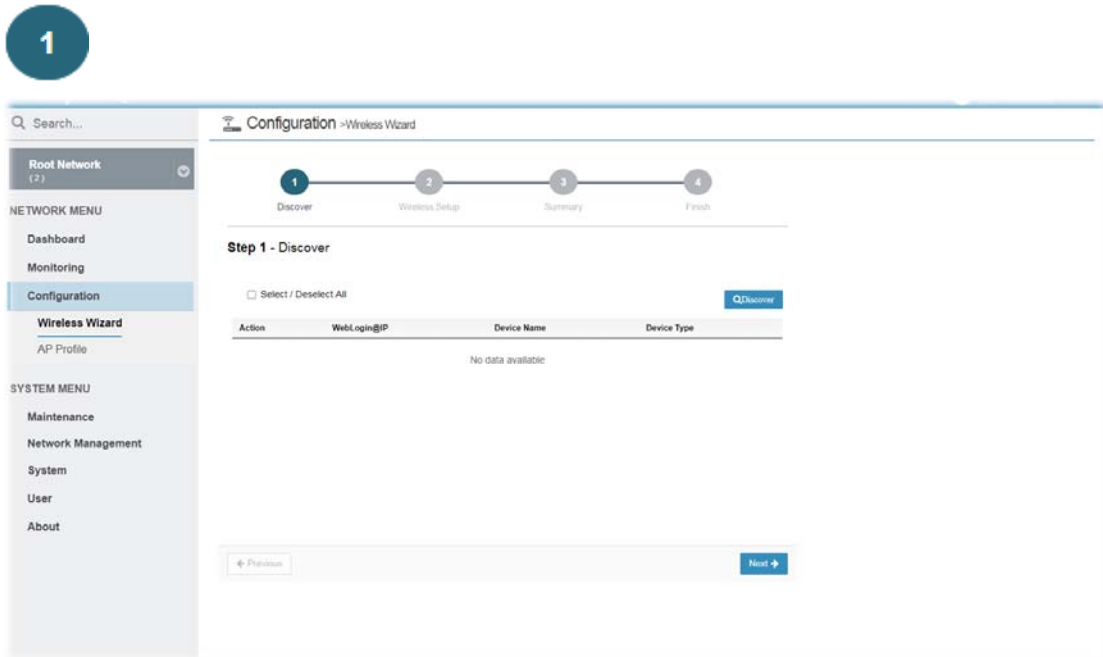 1
Search...
Configuration >Wireless Wizard
Root Network
(2)
1 2 3 4
Discover Wireless Setup Summary Finish
NETWORK MENU
Dashboard
Monitoring
Configuration
Wireless Wizard
AP Profile
SYSTEM MENU
Maintenance
Network Management
System
User
About
Step 1 - Discover
Select / Deselect All
Discover
Action WebLogin@IP Device Name Device Type
No data available
Previous
Next